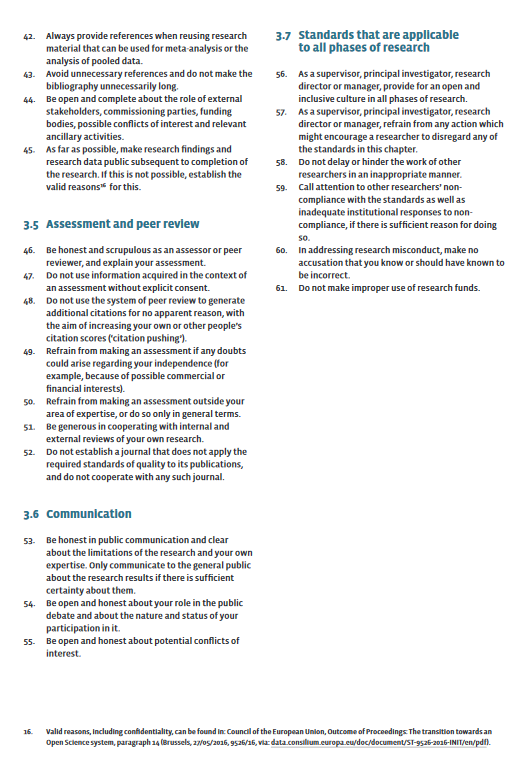 42. Always provide references when reusing research
material that can be used for meta-analysis or the
analysis of pooled data.
43. Avoid unnecessary references and do not make the
bibliography unnecessarily long.
44. Be open and complete about the role of external
stakeholders, commissioning parties, funding
bodies, possible conflicts of interest and relevant
ancillary activities.
45. As far as possible, make research findings and
research data public subsequent to completion of
the research. If this is not possible, establish the
valid reasons¹⁶ for this.
3.5 Assessment and peer review
46. Be honest and scrupulous as an assessor or peer
reviewer, and explain your assessment.
47. Do not use information acquired in the context of
an assessment without explicit consent.
48. Do not use the system of peer review to generate
additional citations for no apparent reason, with
the aim of increasing your own or other people's
citation scores ('citation pushing').
49. Refrain from making an assessment if any doubts
could arise regarding your independence (for
example, because of possible commercial or
financial interests).
50. Refrain from making an assessment outside your
area of expertise, or do so only in general terms.
51. Be generous in cooperating with internal and
external reviews of your own research.
52. Do not establish a journal that does not apply the
required standards of quality to its publications,
and do not cooperate with any such journal.
3.6 Communication
53. Be honest in public communication and clear
about the limitations of the research and your own
expertise. Only communicate to the general public
about the research results if there is sufficient
certainty about them.
54. Be open and honest about your role in the public
debate and about the nature and status of your
participation in it.
55. Be open and honest about potential conflicts of
interest.
3.7 Standards that are applicable
to all phases of research
56. As a supervisor, principal investigator, research
director or manager, provide for an open and
inclusive culture in all phases of research.
57. As a supervisor, principal investigator, research
director or manager, refrain from any action which
might encourage a researcher to disregard any of
the standards in this chapter.
58. Do not delay or hinder the work of other
researchers in an inappropriate manner.
59. Call attention to other researchers' non-
compliance with the standards as well as
inadequate institutional responses to non-
compliance, if there is sufficient reason for doing
so.
60. In addressing research misconduct, make no
accusation that you know or should have known to
be incorrect.
61. Do not make improper use of research funds.
16. Valid reasons, including confidentiality, can be found in: Council of the European Union, Outcome of Proceedings: The transition towards an
Open Science system, paragraph 14 (Brussels, 27/05/2016, 9526/16, via: data.consilium.europa.eu/doc/document/ST-9526-2016-INIT/en/pdf).